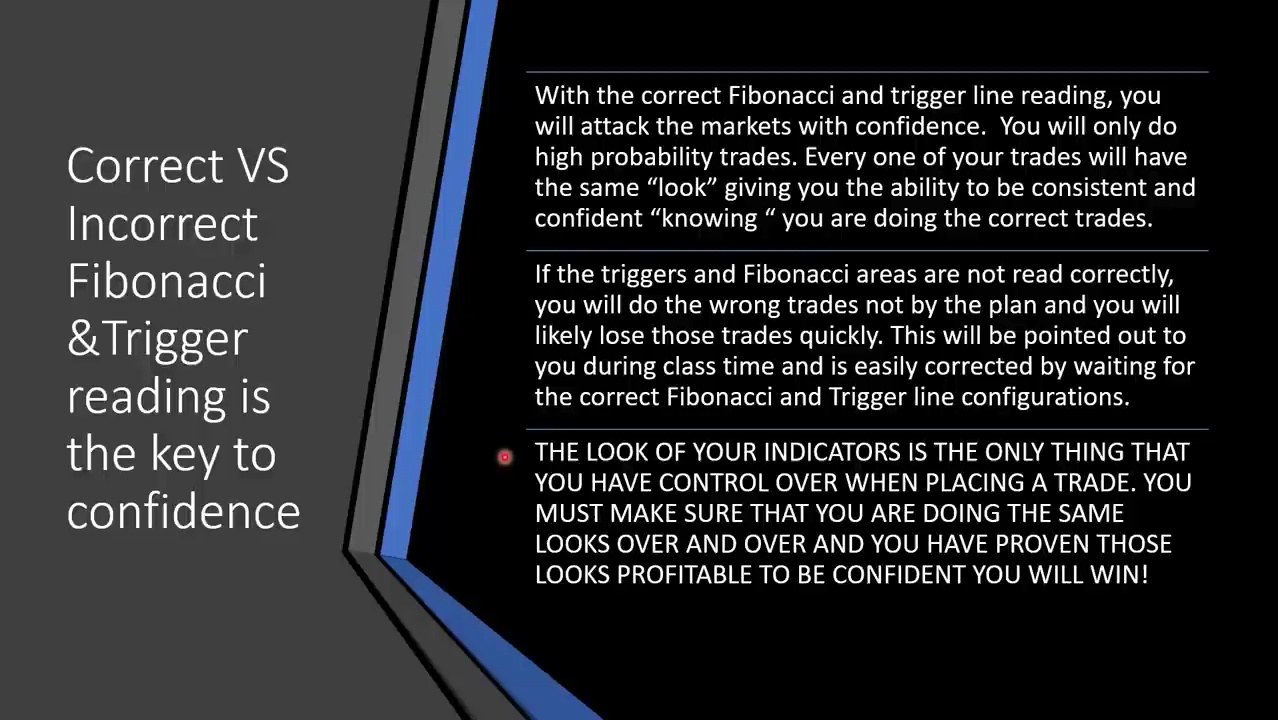 Correct VS
Incorrect
Fibonacci
&Trigger
reading is
the key to
confidence
With the correct Fibonacci and trigger line reading, you
will attack the markets with confidence.  You will only do
high probability trades. Every one of your trades will have
the same “look” giving you the ability to be consistent and
confident “knowing “ you are doing the correct trades.
If the triggers and Fibonacci areas are not read correctly,
you will do the wrong trades not by the plan and you will
likely lose those trades quickly. This will be pointed out to
you during class time and is easily corrected by waiting for
the correct Fibonacci and Trigger line configurations.
THE LOOK OF YOUR INDICATORS IS THE ONLY THING THAT
YOU HAVE CONTROL OVER WHEN PLACING A TRADE. YOU
MUST MAKE SURE THAT YOU ARE DOING THE SAME
LOOKS OVER AND OVER AND YOU HAVE PROVEN THOSE
LOOKS PROFITABLE TO BE CONFIDENT YOU WILL WIN!